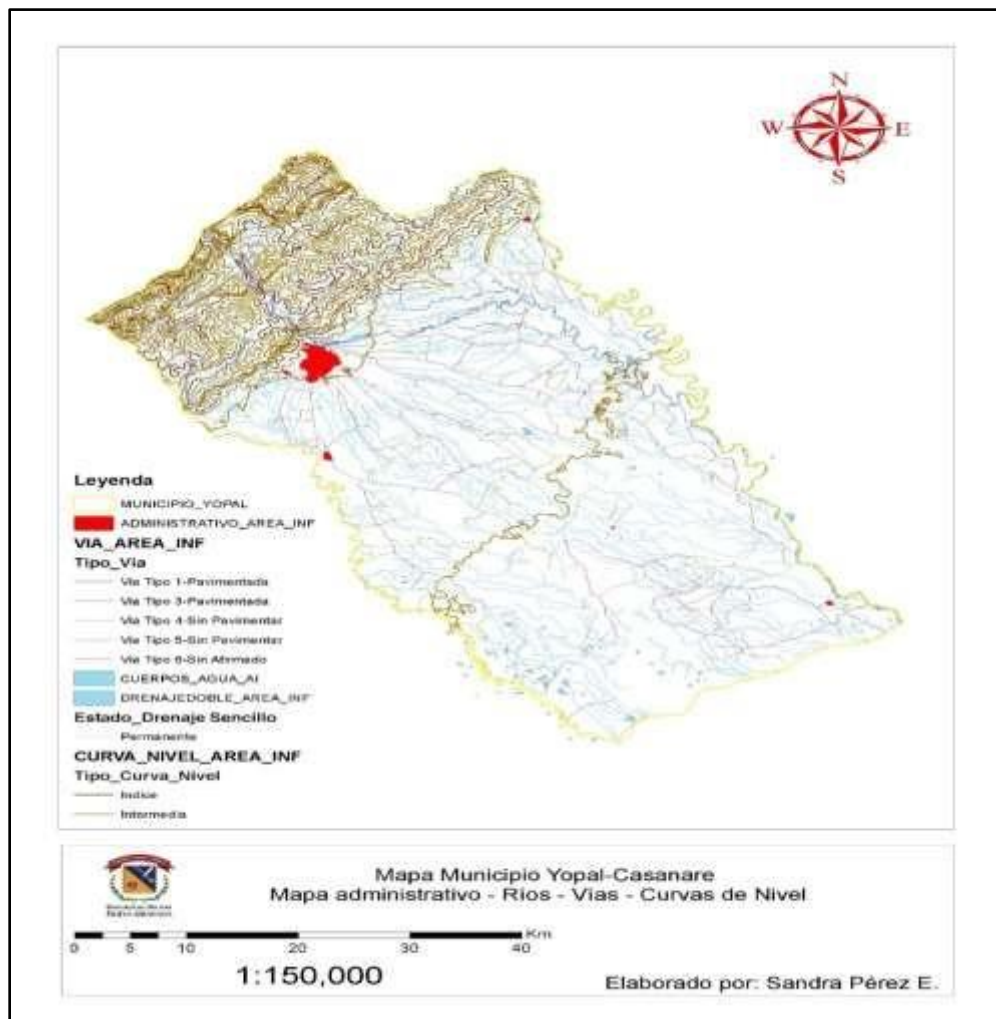 N
W E
S
Leyenda
MUNICIPIO_YOPAL
ADMINISTRATIVO_AREA_INF
VIA_AREA_INF
Tipo_Via
Via Tipo 1-Pavimentada
Via Tipo 3-Pavimentada
Via Tipo 4-Sin Pavimentar
Via Tipo 5-Sin Pavimentar
Via Tipo 6-Sin Afirmado
CUERPOS_AGUA_AI
DRENAJEDOBLE_AREA_INF
Estado_Drenaje Sencillo
Permanente
CURVA_NIVEL_AREA_INF
Tipo_Curva_Nivel
Indice
Intermedia
Mapa Municipio Yopal-Casanare
Mapa administrativo - Ríos - Vías - Curvas de Nivel
Km
0 5 10 20 30 40
1:150,000
Elaborado por: Sandra Pérez E.